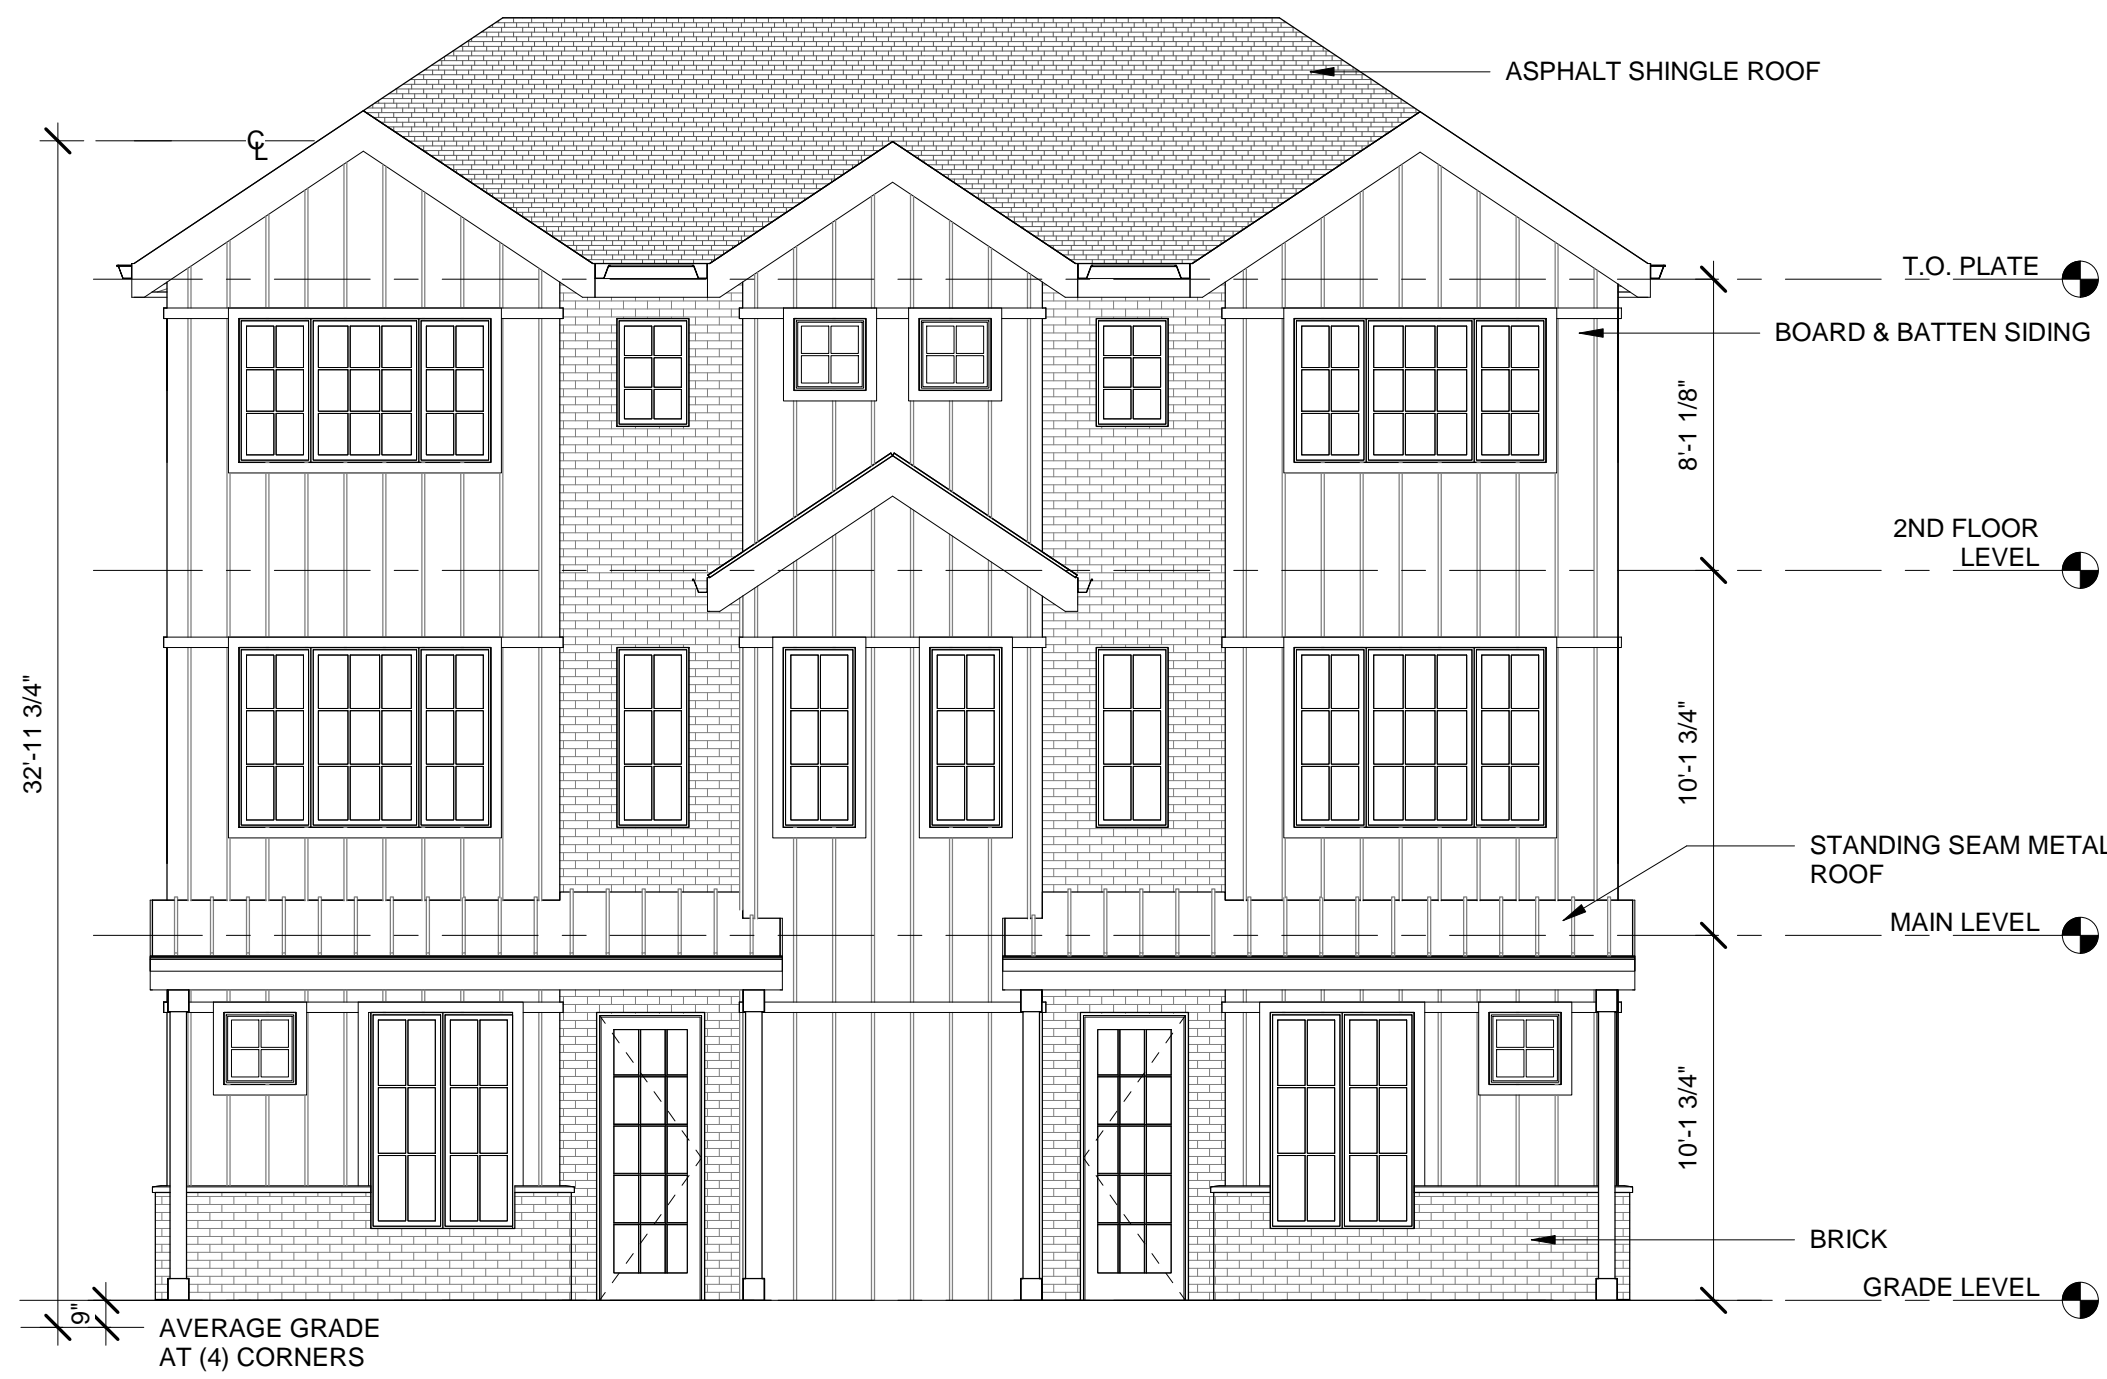 ASPHALT SHINGLE ROOF
℄
T.O. PLATE
BOARD & BATTEN SIDING
8'-1 1/8"
2ND FLOOR
LEVEL
32'-11 3/4"
10'-1 3/4"
STANDING SEAM METAL
ROOF
MAIN LEVEL
10'-1 3/4"
BRICK
GRADE LEVEL
9"
AVERAGE GRADE
AT (4) CORNERS